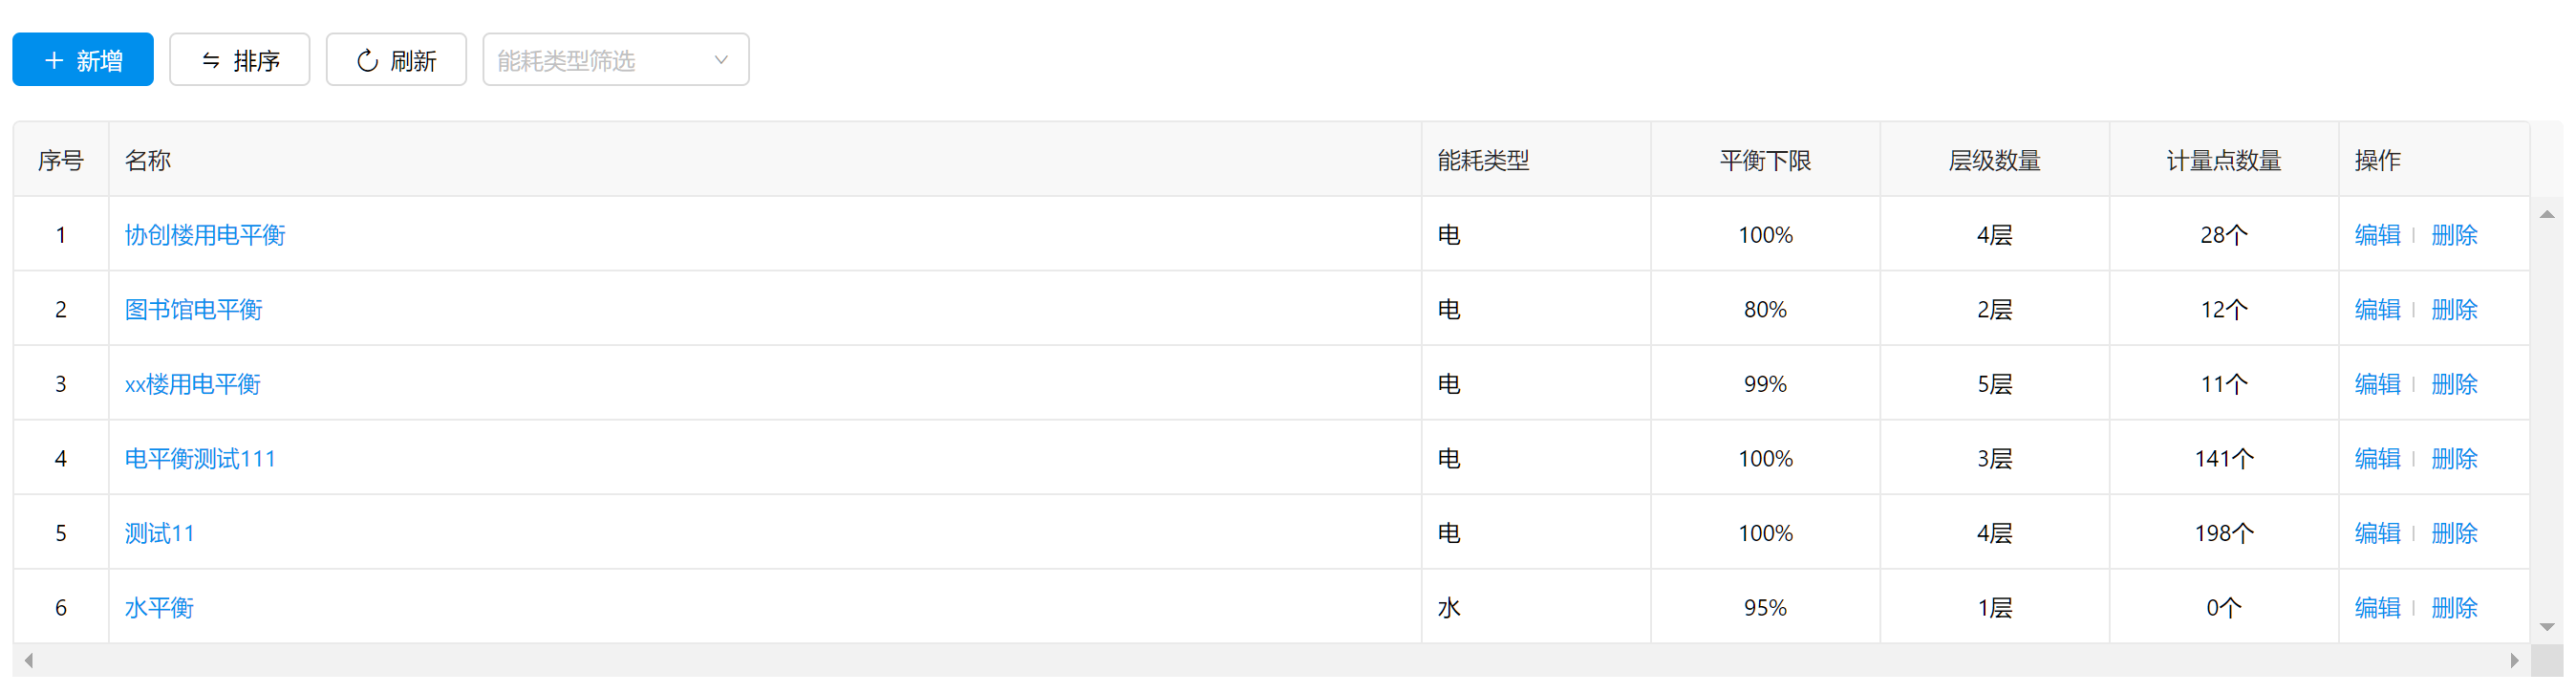 新增 排序 刷新 能耗类型筛选
序号 名称 能耗类型 平衡下限 层级数量 计量点数量 操作
1 协创楼用电平衡 电 100% 4层 28个 编辑 删除
2 图书馆电平衡 电 80% 2层 12个 编辑 删除
3 xx楼用电平衡 电 99% 5层 11个 编辑 删除
4 电平衡测试111 电 100% 3层 141个 编辑 删除
5 测试11 电 100% 4层 198个 编辑 删除
6 水平衡 水 95% 1层 0个 编辑 删除